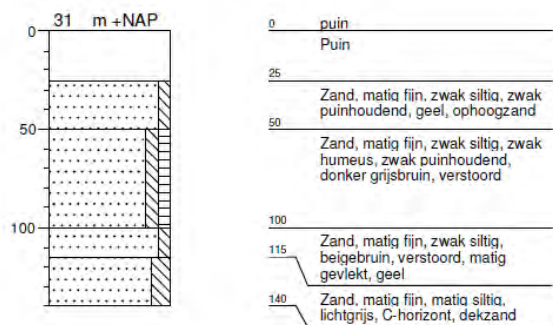 31 m +NAP
0
50
100
0 puin
Puin
25
Zand, matig fijn, zwak siltig, zwak
puinhoudend, geel, ophoogzand
50
Zand, matig fijn, zwak siltig, zwak
humeus, zwak puinhoudend,
donker grijsbruin, verstoord
100
Zand, matig fijn, zwak siltig,
115
beigebruin, verstoord, matig
gevlekt, geel
140
Zand, matig fijn, matig siltig,
lichtgrijs, C-horizont, dekzand